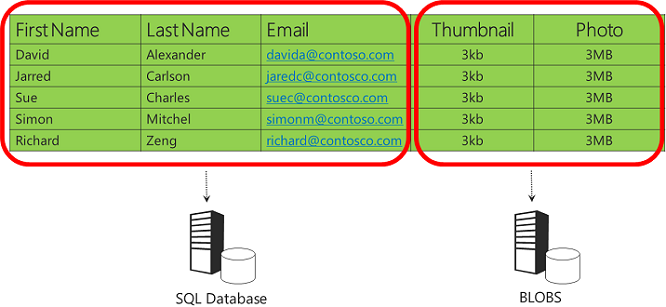 First Name Last Name Email Thumbnail Photo
David Alexander davida@contoso.com 3kb 3MB
Jarred Carlson jaredc@contosco.com 3kb 3MB
Sue Charles suec@contosco.com 3kb 3MB
Simon Mitchel simonm@contoso.com 3kb 3MB
Richard Zeng richard@contosco.com 3kb 3MB
SQL Database BLOBS